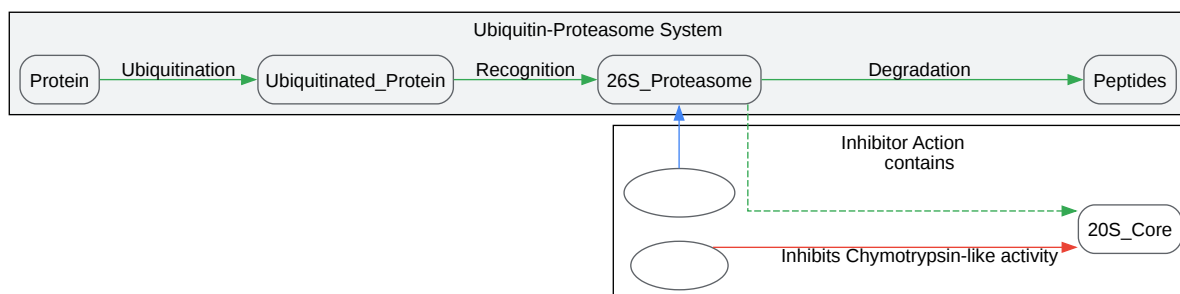 Ubiquitin-Proteasome System
Protein
Ubiquitination
Ubiquitinated_Protein
Recognition
26S_Proteasome
Degradation
Peptides
Inhibitor Action
contains
20S_Core
Inhibits Chymotrypsin-like activity